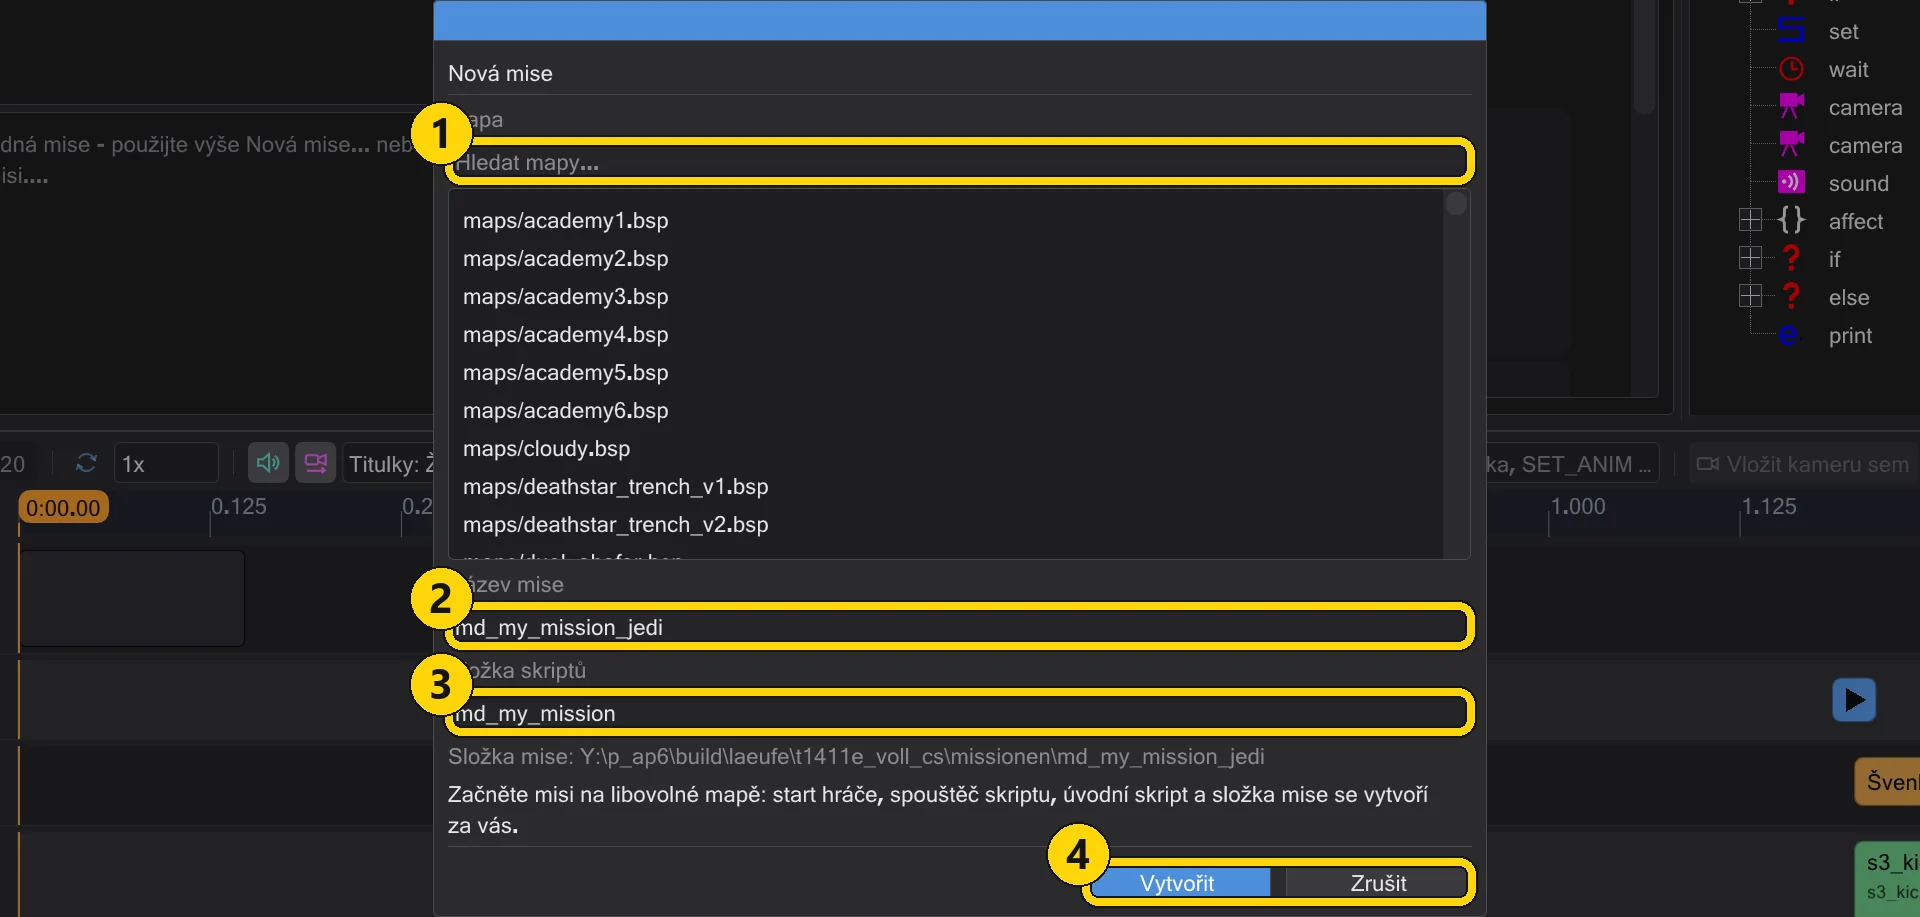 Nová mise
apa
1
Hledat mapy...
maps/academy1.bsp
maps/academy2.bsp
maps/academy3.bsp
maps/academy4.bsp
maps/academy5.bsp
maps/academy6.bsp
maps/cloudy.bsp
maps/deathstar_trench_v1.bsp
maps/deathstar_trench_v2.bsp
2
ázev mise
md_my_mission_jedi
3
ožka skriptů
md_my_mission
Složka mise: Y:\p_ap6\build\laeufe\t1411e_voll_cs\missionen\md_my_mission_jedi
Začněte misi na libovolné mapě: start hráče, spouštěč skriptu, úvodní skript a složka mise se vytvoří
za vás.
4
Vytvořit
Zrušit
dná mise - použijte výše Nová mise... neb
isi....
set
wait
camera
camera
sound
affect
if
else
print
20
1x
Titulky: Ž
ka, SET_ANIM ...
Vložit kameru sem
0:00.00
0.125
0.2
1.000
1.125
Šven
s3_ki
s3_kic